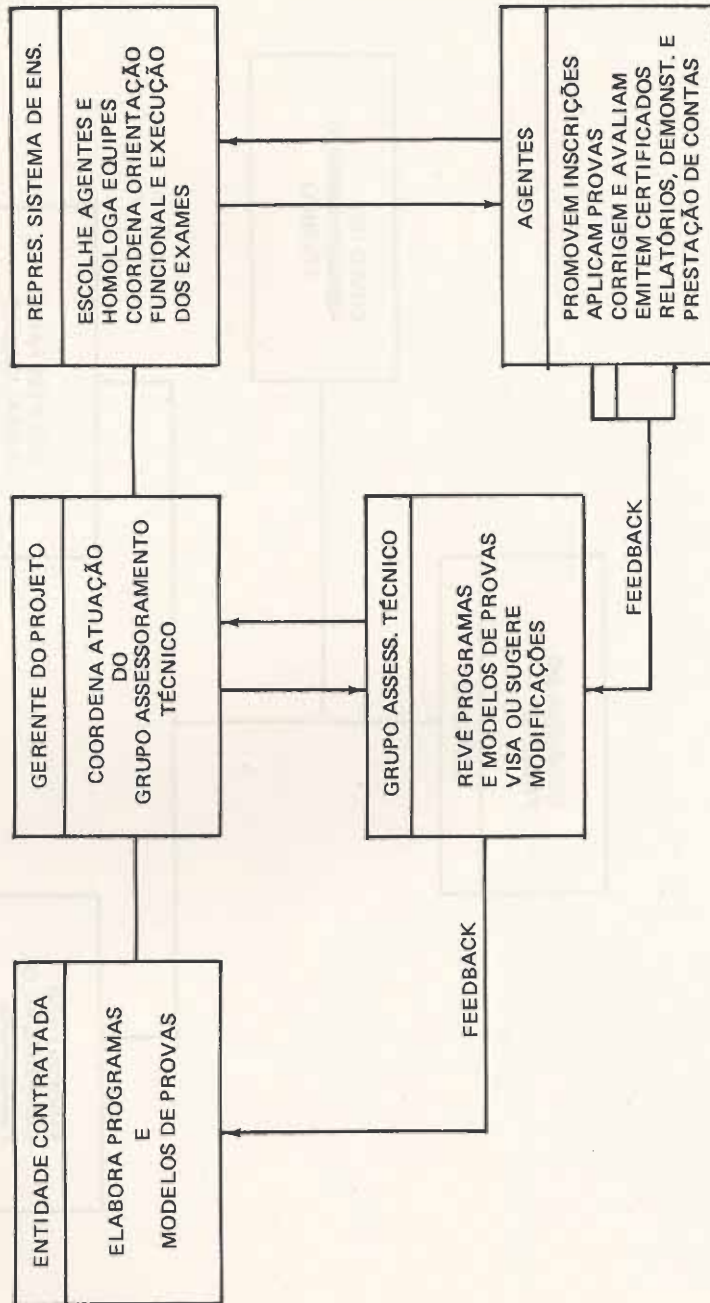 ENTIDADE CONTRATADA
ELABORA PROGRAMAS
E
MODELOS DE PROVAS
GERENTE DO PROJETO
COORDENA ATUAÇÃO
DO
GRUPO ASSESSORAMENTO
TÉCNICO
REPRES. SISTEMA DE ENS.
ESCOLHE AGENTES E
HOMOLOGA EQUIPES
COORDENA ORIENTAÇÃO
FUNCIONAL E EXECUÇÃO
DOS EXAMES
GRUPO ASSESS. TÉCNICO
REVÊ PROGRAMAS
E MODELOS DE PROVAS
VISA OU SUGERE
MODIFICAÇÕES
AGENTES
PROMOVEM INSCRIÇÕES
APLICAM PROVAS
CORRIGEM E AVALIAM
EMITEM CERTIFICADOS
RELATÓRIOS, DEMONST. E
PRESTAÇÃO DE CONTAS
FEEDBACK
FEEDBACK